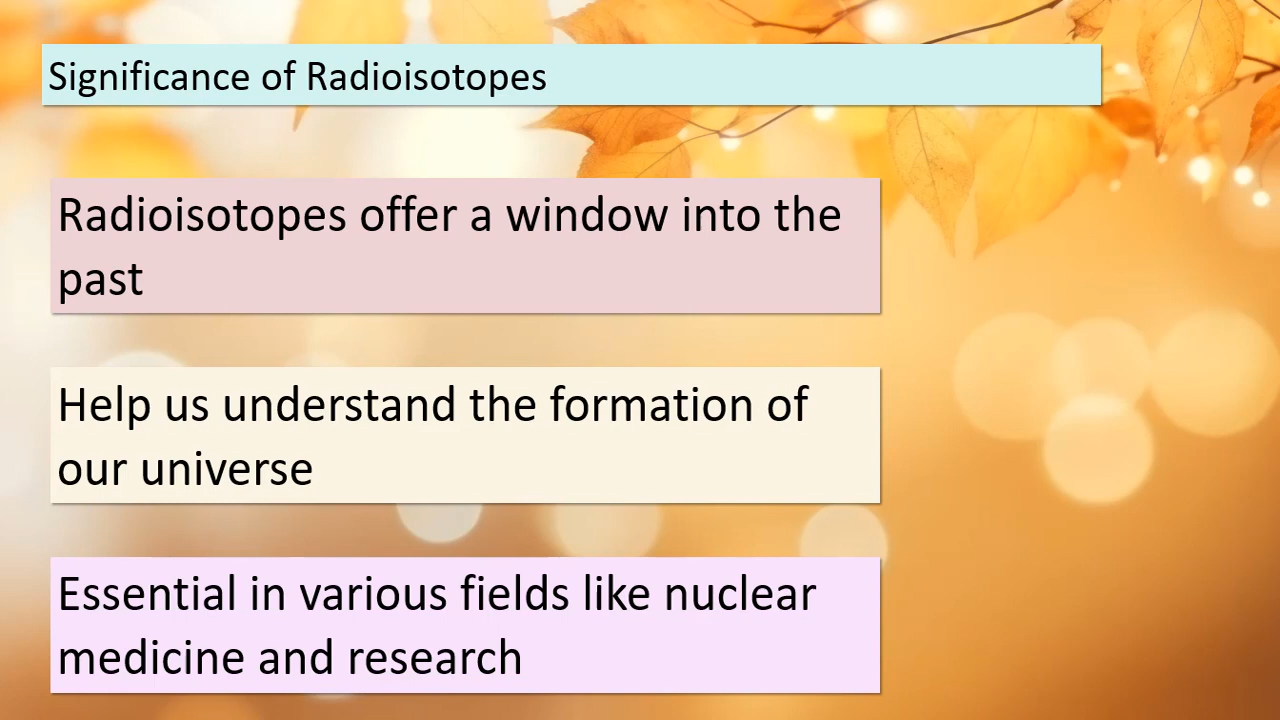 Significance of Radioisotopes
Radioisotopes offer a window into the
past
Help us understand the formation of
our universe
Essential in various fields like nuclear
medicine and research